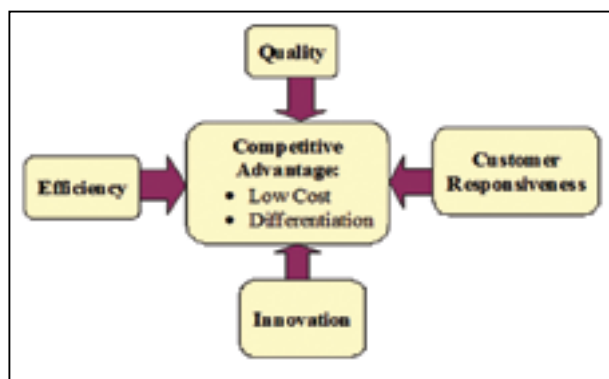 Quality
Competitive
Advantage:
• Low Cost
• Differentiation
Efficiency
Customer
Responsiveness
Innovation